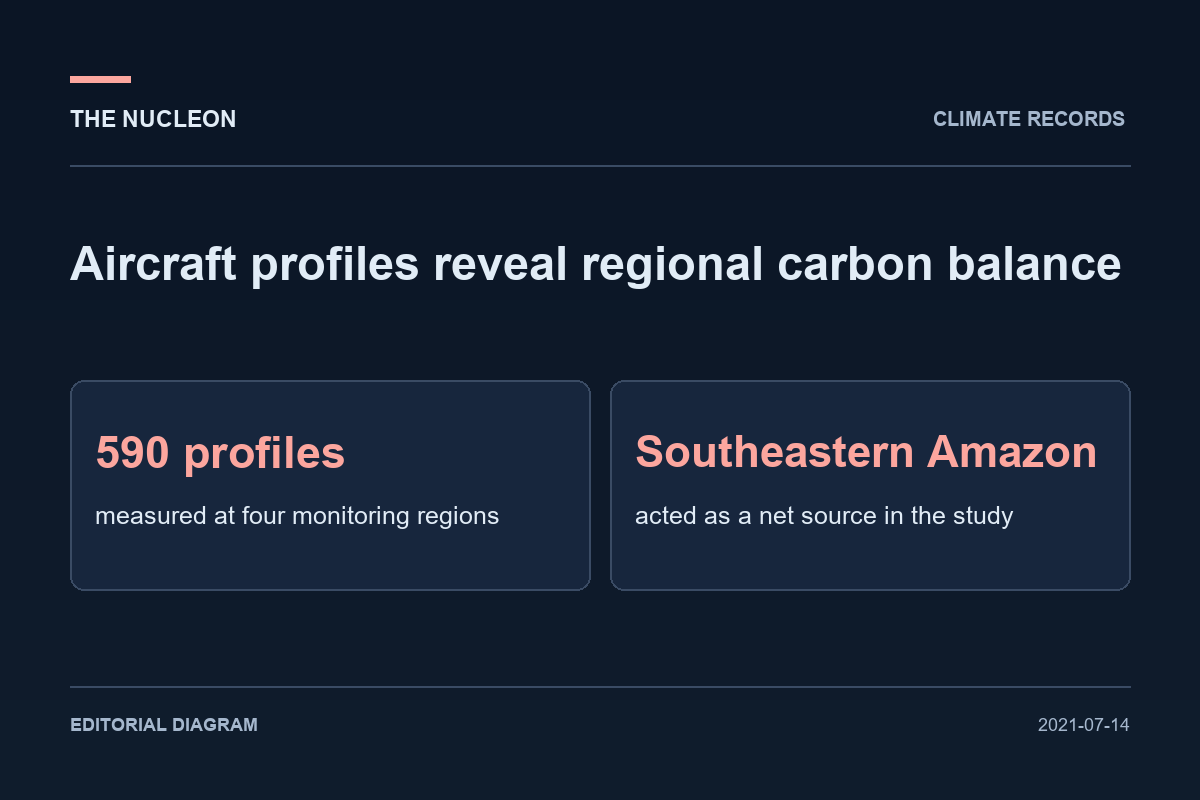 THE NUCLEON
CLIMATE RECORDS
Aircraft profiles reveal regional carbon balance
590 profiles
measured at four monitoring regions
Southeastern Amazon
acted as a net source in the study
EDITORIAL DIAGRAM
2021-07-14